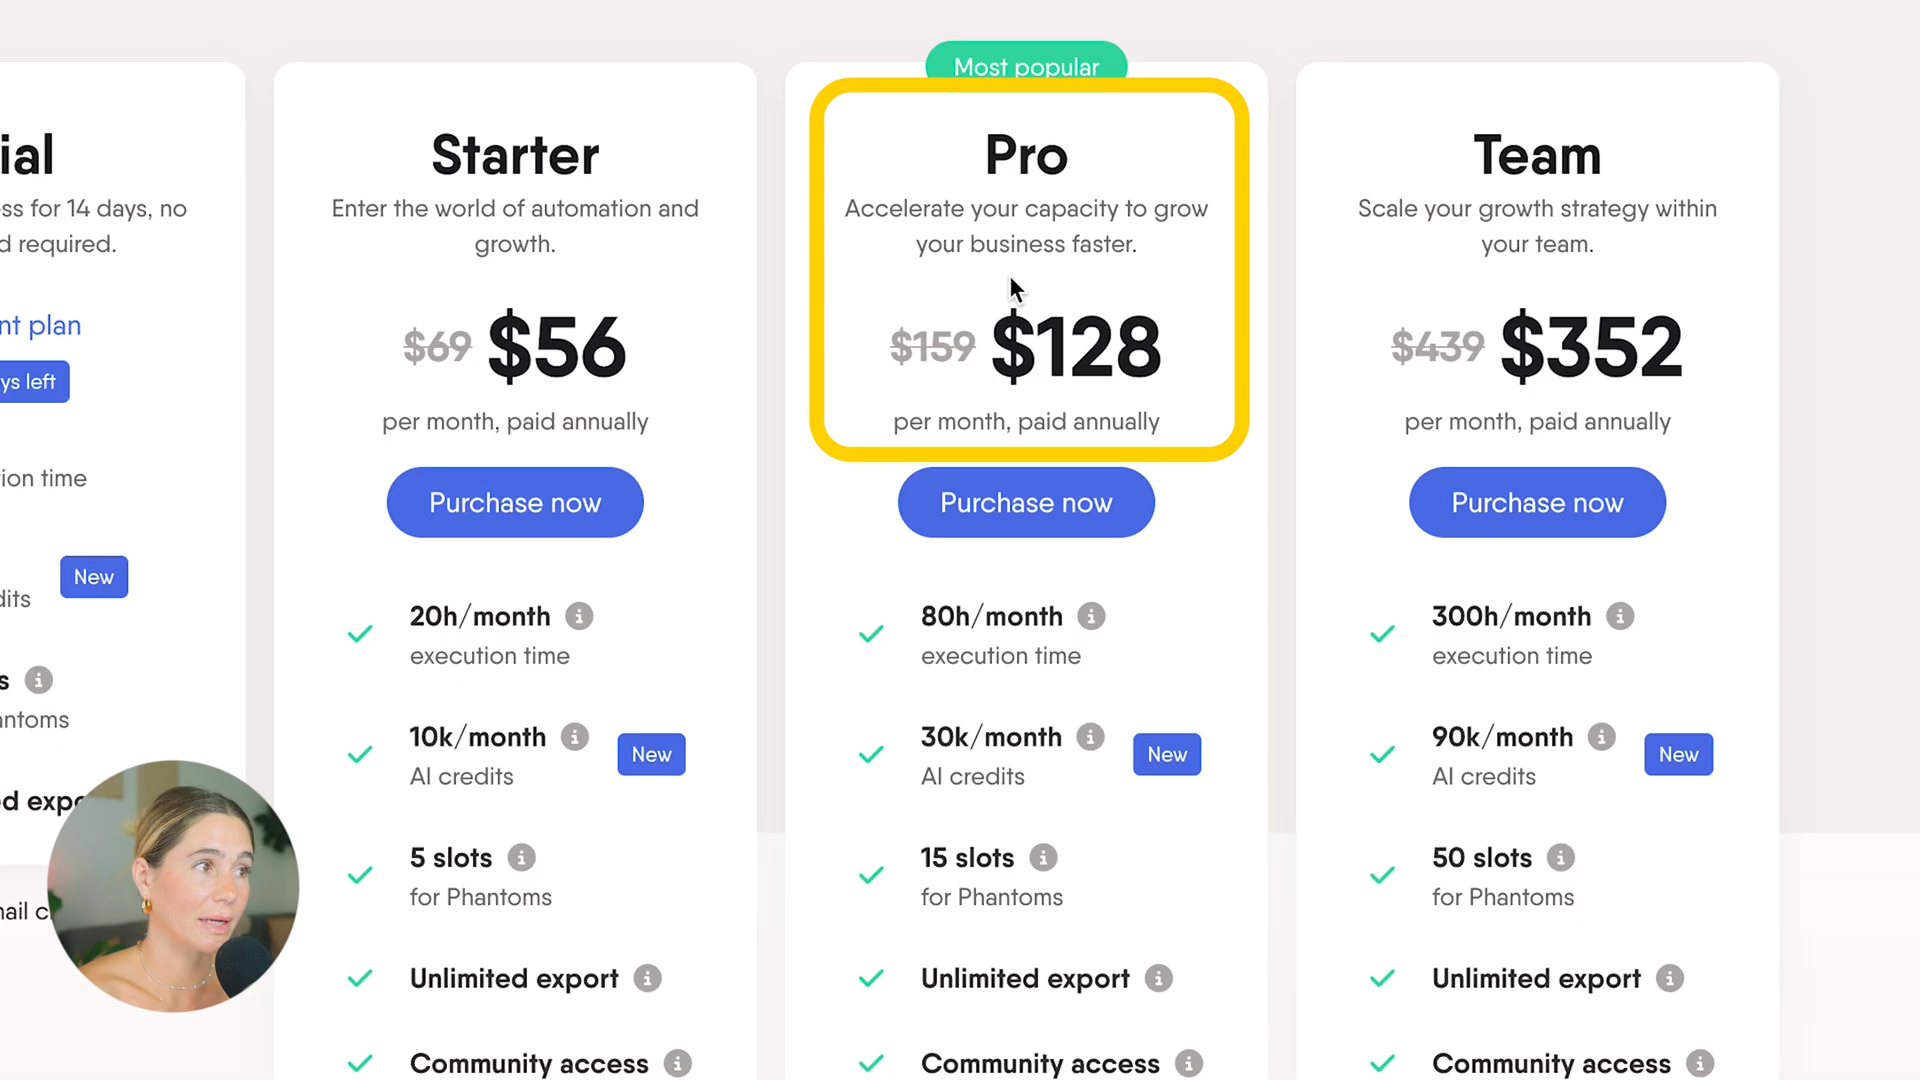 ial
ss for 14 days, no
d required.
nt plan
ys left
ion time
New
dits
s
antoms
d expo
nail c
Starter
Enter the world of automation and
growth.
$69 $56
per month, paid annually
Purchase now
20h/month
execution time
10k/month
AI credits
New
5 slots
for Phantoms
Unlimited export
Community access
Most popular
Pro
Accelerate your capacity to grow
your business faster.
$159 $128
per month, paid annually
Purchase now
80h/month
execution time
30k/month
AI credits
New
15 slots
for Phantoms
Unlimited export
Community access
Team
Scale your growth strategy within
your team.
$439 $352
per month, paid annually
Purchase now
300h/month
execution time
90k/month
AI credits
New
50 slots
for Phantoms
Unlimited export
Community access